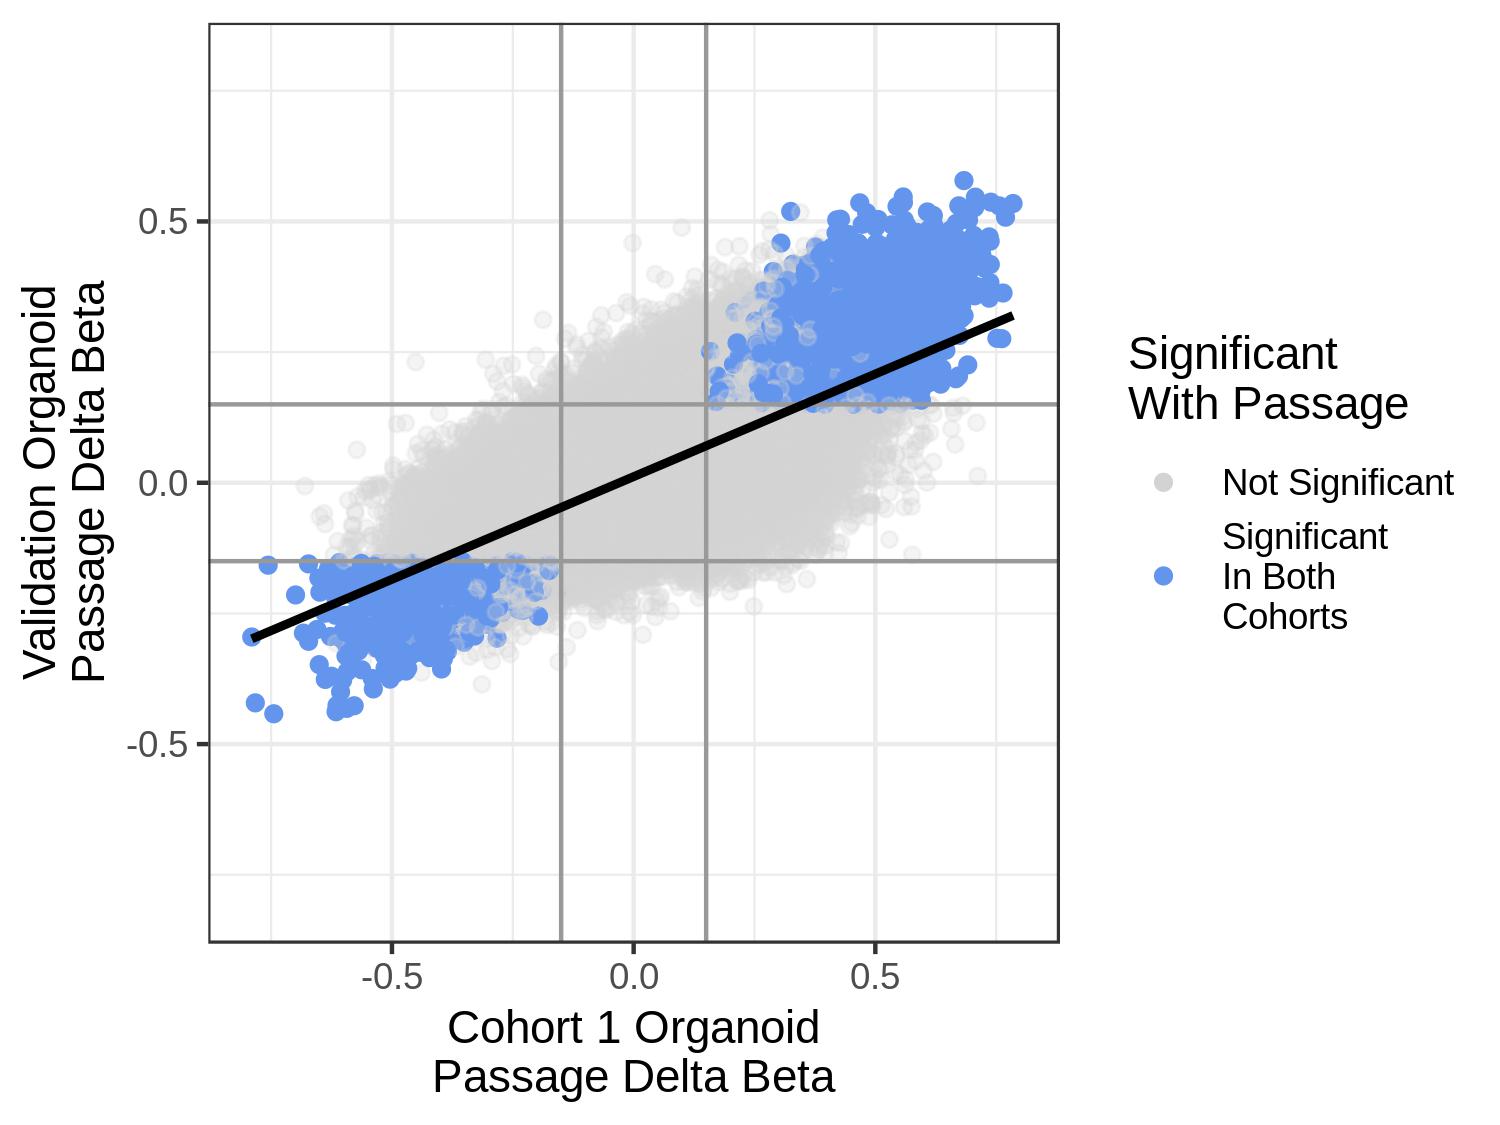 Validation Organoid
Passage Delta Beta
0.5
0.0
-0.5
-0.5
0.0
0.5
Cohort 1 Organoid
Passage Delta Beta
Significant
With Passage
Not Significant
Significant
In Both
Cohorts